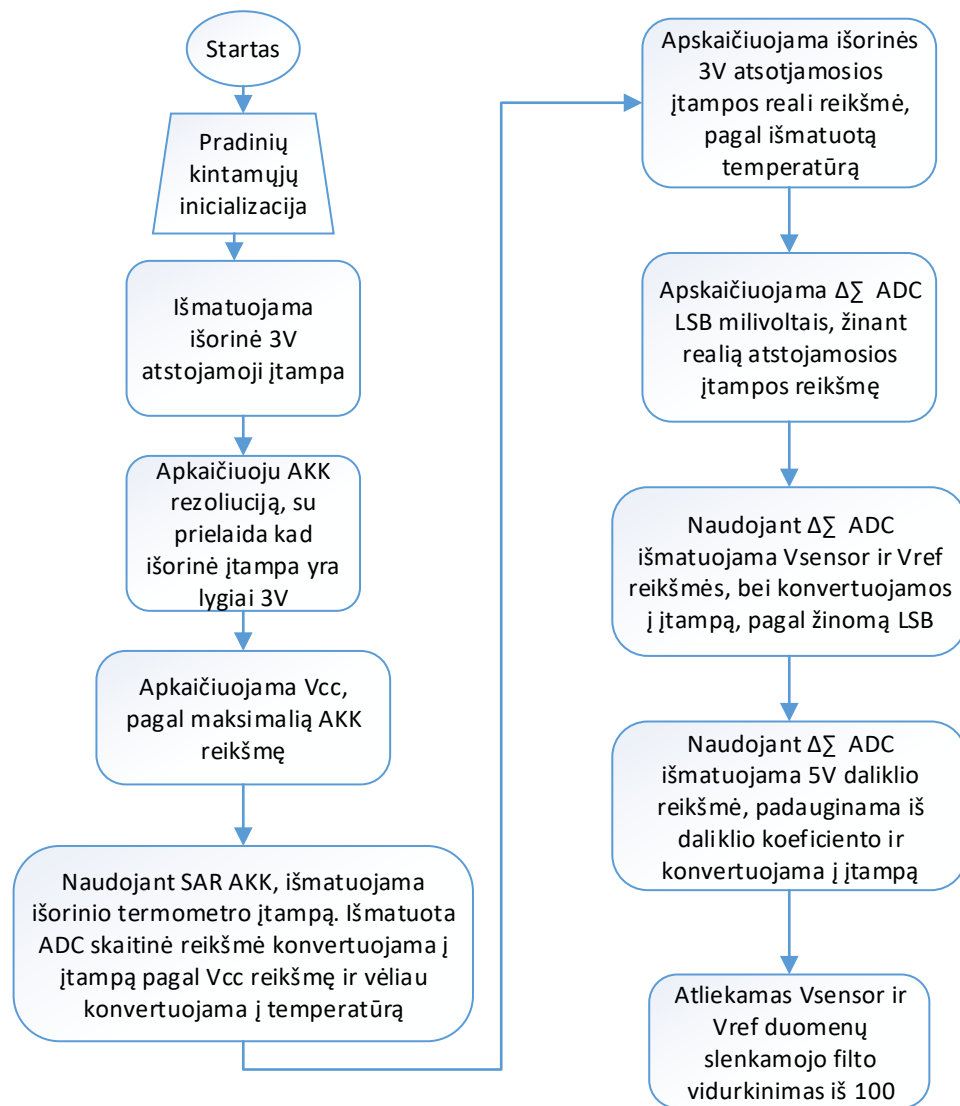 Startas
Pradinių
kintamųjų
inicializacija
Išmatuojama
išorinė 3V
atstojamoji įtampa
Apkaičiuoju AKK
rezoliuciją, su
prielaida kad
išorinė įtampa yra
lygiai 3V
Apkaičiuojama Vcc,
pagal maksimalią AKK
reikšmę
Naudojant SAR AKK, išmatuojama
išorinio termometro įtampą. Išmatuota
ADC skaitinė reikšmė konvertuojama į
įtampą pagal Vcc reikšmę ir vėliau
konvertuojama į temperatūrą
Apskaičiuojama išorinės
3V atsotjamosios
įtampos reali reikšmė,
pagal išmatuotą
temperatūrą
Apskaičiuojama Δ∑ ADC
LSB milivoltais, žinant
realią atstojamosios
įtampos reikšmę
Naudojant Δ∑ ADC
išmatuojama Vsensor ir Vref
reikšmės, bei konvertuojamos
į įtampą, pagal žinomą LSB
Naudojant Δ∑ ADC
išmatuojama 5V daliklio
reikšmė, padauginama iš
daliklio koeficiento ir
konvertuojama į įtampą
Atliekamas Vsensor ir
Vref duomenų
slenkamojo filto
vidurkinimas iš 100